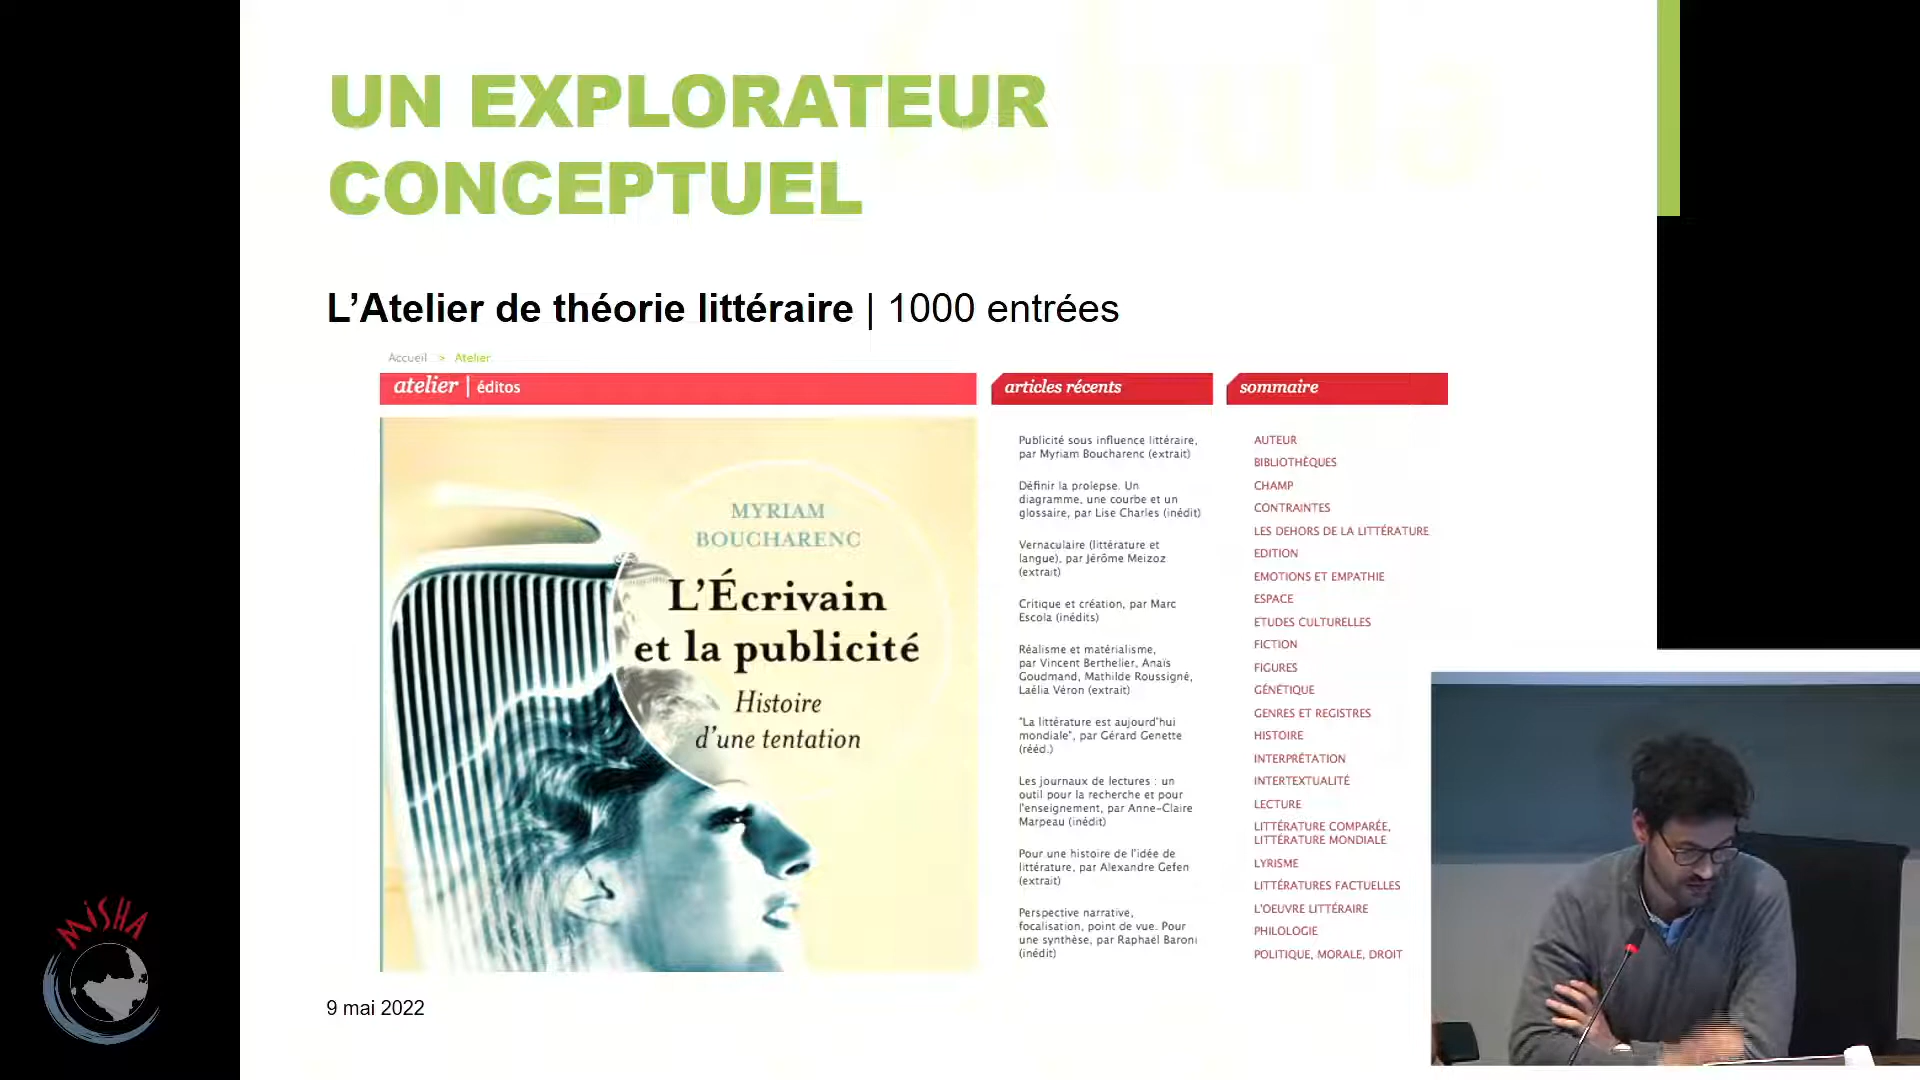 UN EXPLORATEUR
CONCEPTUEL
L'Atelier de théorie littéraire | 1000 entrées
Accueil > Atelier
atelier | éditos
articles récents
sommaire
MYRIAM
BOUCHARENC
L'Écrivain
et la publicité
Histoire
d'une tentation
Publicité sous influence littéraire,
par Myriam Boucharenc (extrait)
Définir la prolepse. Un
diagramme, une courbe et un
glossaire, par Lise Charles (inédit)
Vernaculaire (littérature et
langue), par Jérôme Meizoz
(extrait)
Critique et création, par Marc
Escola (inédits)
Réalisme et matérialisme,
par Vincent Berthelier, Anaïs
Goudmand, Mathilde Roussigné,
Laélia Véron (extrait)
"La littérature est aujourd'hui
mondiale", par Gérard Genette
(rééd.)
Les journaux de lectures : un
outil pour la recherche et pour
l'enseignement, par Anne-Claire
Marpeau (inédit)
Pour une histoire de l'idée de
littérature, par Alexandre Gefen
(extrait)
Perspective narrative,
focalisation, point de vue. Pour
une synthèse, par Raphaël Baroni
(inédit)
AUTEUR
BIBLIOTHÈQUES
CHAMP
CONTRAINTES
LES DEHORS DE LA LITTÉRATURE
EDITION
EMOTIONS ET EMPATHIE
ESPACE
ETUDES CULTURELLES
FICTION
FIGURES
GÉNÉTIQUE
GENRES ET REGISTRES
HISTOIRE
INTERPRÉTATION
INTERTEXTUALITÉ
LECTURE
LITTÉRATURE COMPARÉE,
LITTÉRATURE MONDIALE
LYRISME
LITTÉRATURES FACTUELLES
L'OEUVRE LITTÉRAIRE
PHILOLOGIE
POLITIQUE, MORALE, DROIT
9 mai 2022
MISHA